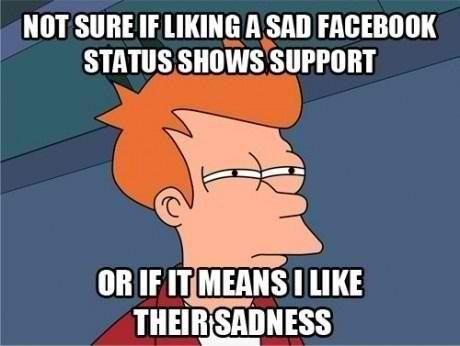 NOT SURE IF LIKING A SAD FACEBOOK
STATUS SHOWS SUPPORT
OR IF IT MEANS I LIKE
THEIR SADNESS